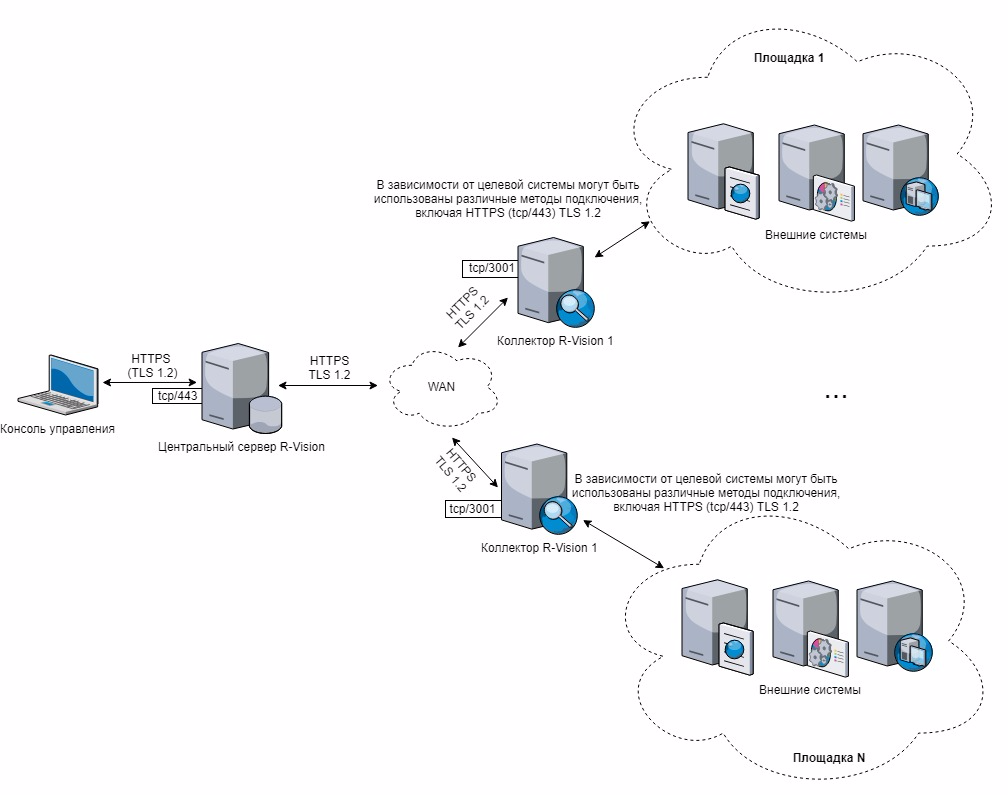 Площадка 1
Внешние системы
В зависимости от целевой системы могут быть
использованы различные методы подключения,
включая HTTPS (tcp/443) TLS 1.2
tcp/3001
HTTPS
TLS 1.2
Коллектор R-Vision 1
HTTPS
(TLS 1.2)
tcp/443
HTTPS
TLS 1.2
WAN
...
Консоль управления
Центральный сервер R-Vision
HTTPS
TLS 1.2
tcp/3001
Коллектор R-Vision 1
В зависимости от целевой системы могут быть
использованы различные методы подключения,
включая HTTPS (tcp/443) TLS 1.2
Внешние системы
Площадка N